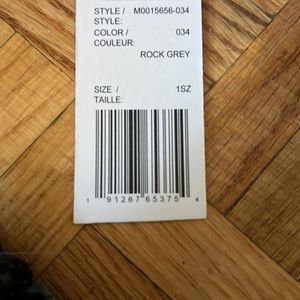 STYLE / M0015656-034
STYLE:
COLOR / 034
COULEUR:
ROCK GREY
SIZE / 1SZ
TAILLE:
1 91267 65375 4